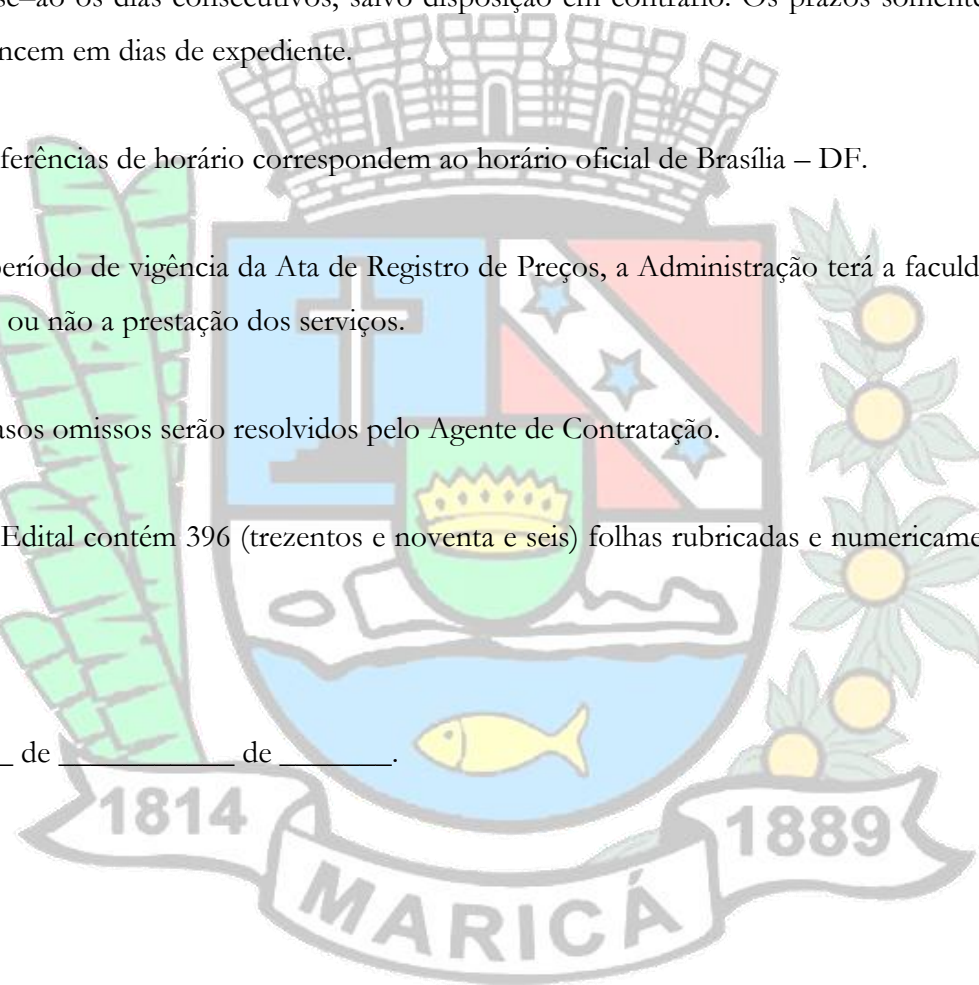 se–ão os dias consecutivos, salvo disposição em contrário. Os prazos somente
ncem em dias de expediente.
ferências de horário correspondem ao horário oficial de Brasília – DF.
período de vigência da Ata de Registro de Preços, a Administração terá a faculd
ou não a prestação dos serviços.
asos omissos serão resolvidos pelo Agente de Contratação.
Edital contém 396 (trezentos e noventa e seis) folhas rubricadas e numericame
__ de ____________ de ________.
1814
1889
MARICÁ